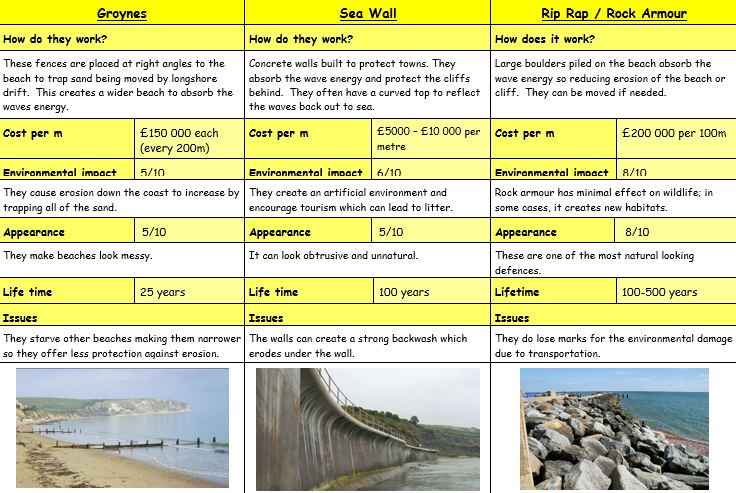 Groynes
How do they work?
These fences are placed at right angles to the
beach to trap sand being moved by longshore
drift. This creates a wider beach to absorb the
waves energy.
Cost per m
£150 000 each
(every 200m)
Environmental impact
5/10
They cause erosion down the coast to increase by
trapping all of the sand.
Appearance
5/10
They make beaches look messy.
Life time
25 years
Issues
They starve other beaches making them narrower
so they offer less protection against erosion.
Sea Wall
How do they work?
Concrete walls built to protect towns. They
absorb the wave energy and protect the cliffs
behind. They often have a curved top to reflect
the waves back out to sea.
Cost per m
£5000 – £10 000 per
metre
Environmental impact
6/10
They create an artificial environment and
encourage tourism which can lead to litter.
Appearance
5/10
It can look obtrusive and unnatural.
Life time
100 years
Issues
The walls can create a strong backwash which
erodes under the wall.
Rip Rap / Rock Armour
How does it work?
Large boulders piled on the beach absorb the
wave energy so reducing erosion of the beach or
cliff. They can be moved if needed.
Cost per m
£200 000 per 100m
Environmental impact
8/10
Rock armour has minimal effect on wildlife; in
some cases, it creates new habitats.
Appearance
8/10
These are one of the most natural looking
defences.
Lifetime
100-500 years
Issues
They do lose marks for the environmental damage
due to transportation.